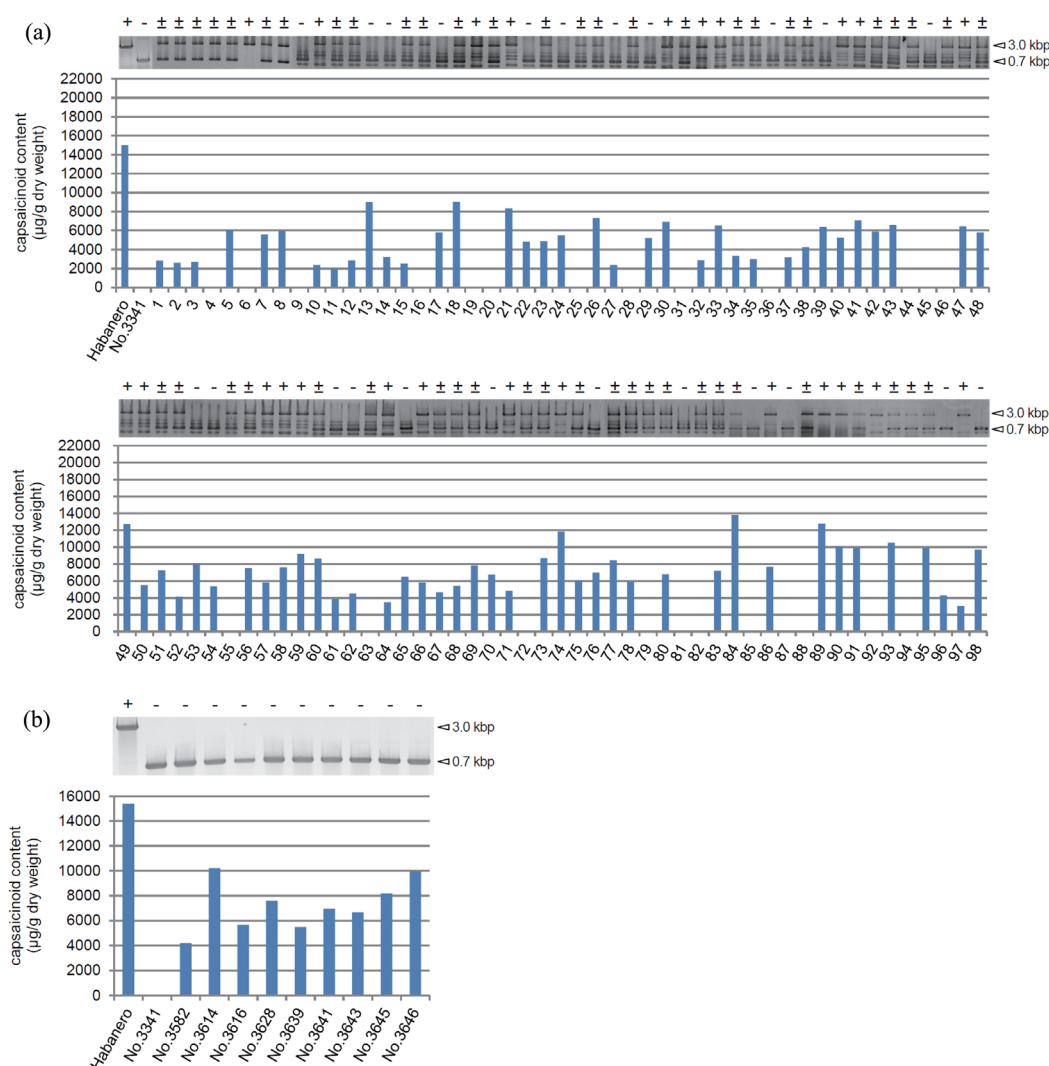 (a)
+ - ± ± ± ± ± + ± ± - + ± ± - - ± ± - ± + ± + - ± - ± ± - ± - + ± + + ± ± - ± ± - + + ± ± ± - ± + ±
3.0 kbp
0.7 kbp
capsaicinoid content
(µg/g dry weight)
22000
20000
18000
16000
14000
12000
10000
8000
6000
4000
2000
0
Habanero No.3341 1 2 3 4 5 6 7 8 9 10 11 12 13 14 15 16 17 18 19 20 21 22 23 24 25 26 27 28 29 30 31 32 33 34 35 36 37 38 39 40 41 42 43 44 45 46 47 48
+ + ± ± - - ± ± + + + ± - - ± + - + ± ± ± - + ± ± + ± - ± ± ± ± - ± ± ± - + - ± + + ± + ± ± ± - + -
3.0 kbp
0.7 kbp
capsaicinoid content
(µg/g dry weight)
22000
20000
18000
16000
14000
12000
10000
8000
6000
4000
2000
0
49 50 51 52 53 54 55 56 57 58 59 60 61 62 63 64 65 66 67 68 69 70 71 72 73 74 75 76 77 78 79 80 81 82 83 84 85 86 87 88 89 90 91 92 93 94 95 96 97 98
(b)
+ - - - - - - - - - -
3.0 kbp
0.7 kbp
capsaicinoid content
(µg/g dry weight)
16000
14000
12000
10000
8000
6000
4000
2000
0
Habanero No.3341 No.3582 No.3614 No.3616 No.3628 No.3639 No.3641 No.3643 No.3645 No.3646